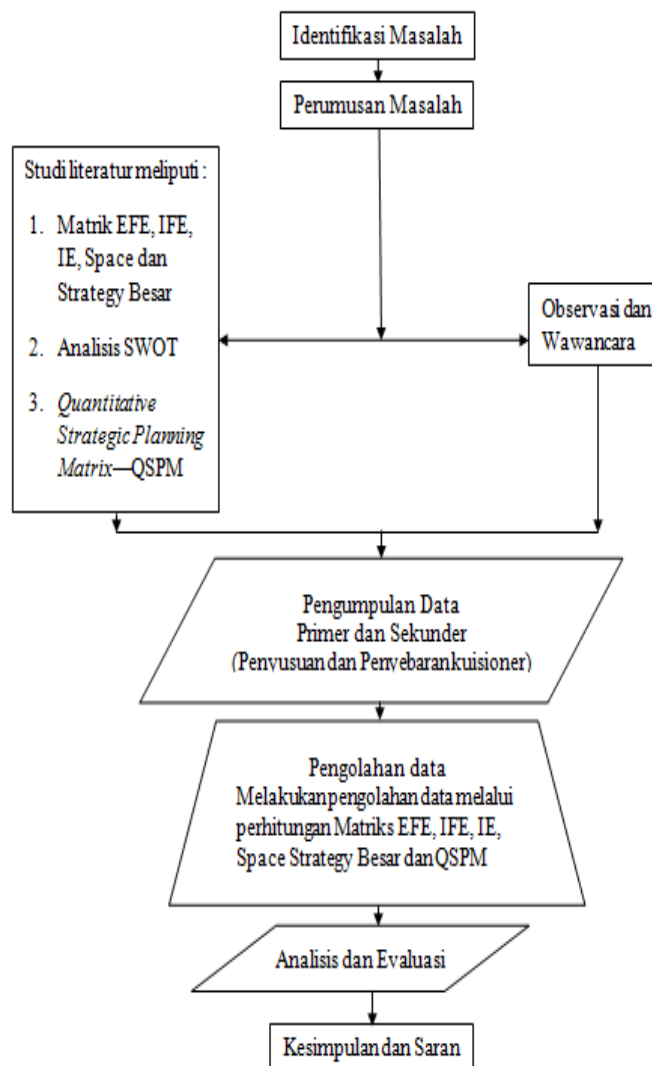 Identifikasi Masalah
Perumusan Masalah
Studi literatur meliputi :
1. Matrik EFE, IFE,
IE, Space dan
Strategy Besar
2. Analisis SWOT
3. Quantitative
Strategic Planning
Matrix—QSPM
Observasi dan
Wawancara
Pengumpulan Data
Primer dan Sekunder
(Penyusuan dan Penyebaran kuisioner)
Pengolahan data
Melakukan pengolahan data melalui
perhitungan Matriks EFE, IFE, IE,
Space Strategy Besar dan QSPM
Analisis dan Evaluasi
Kesimpulan dan Saran